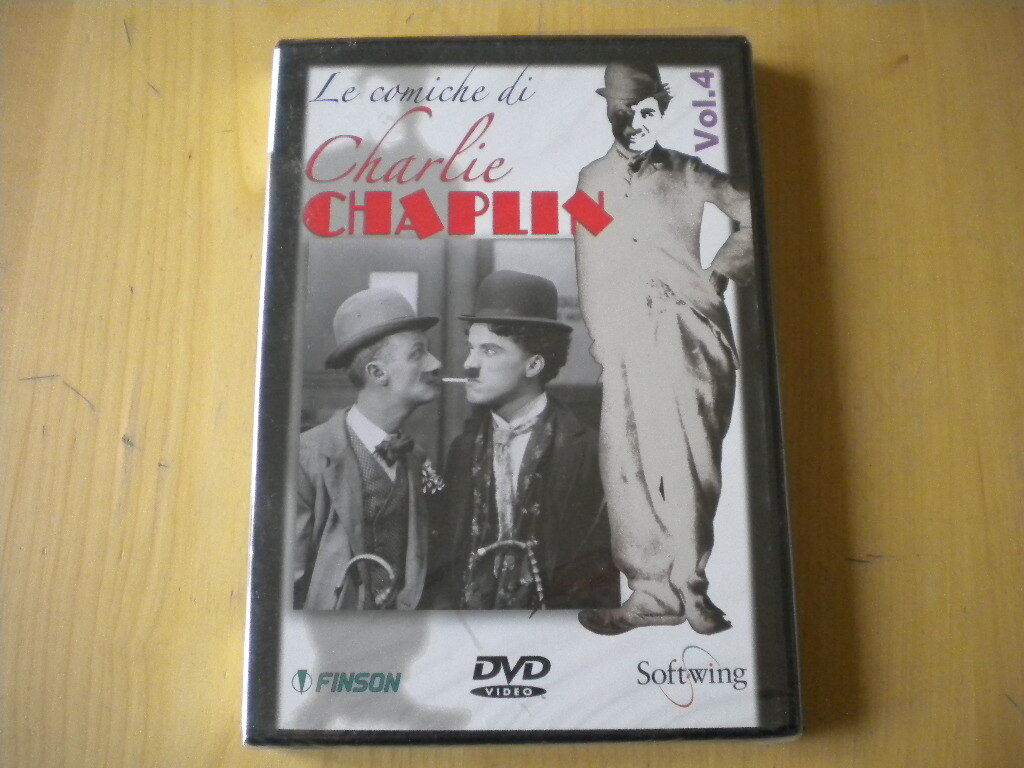 Le comiche di
Charlie
CHAPLIN
Vol.4
FINSON
DVD
VIDEO
Softwing